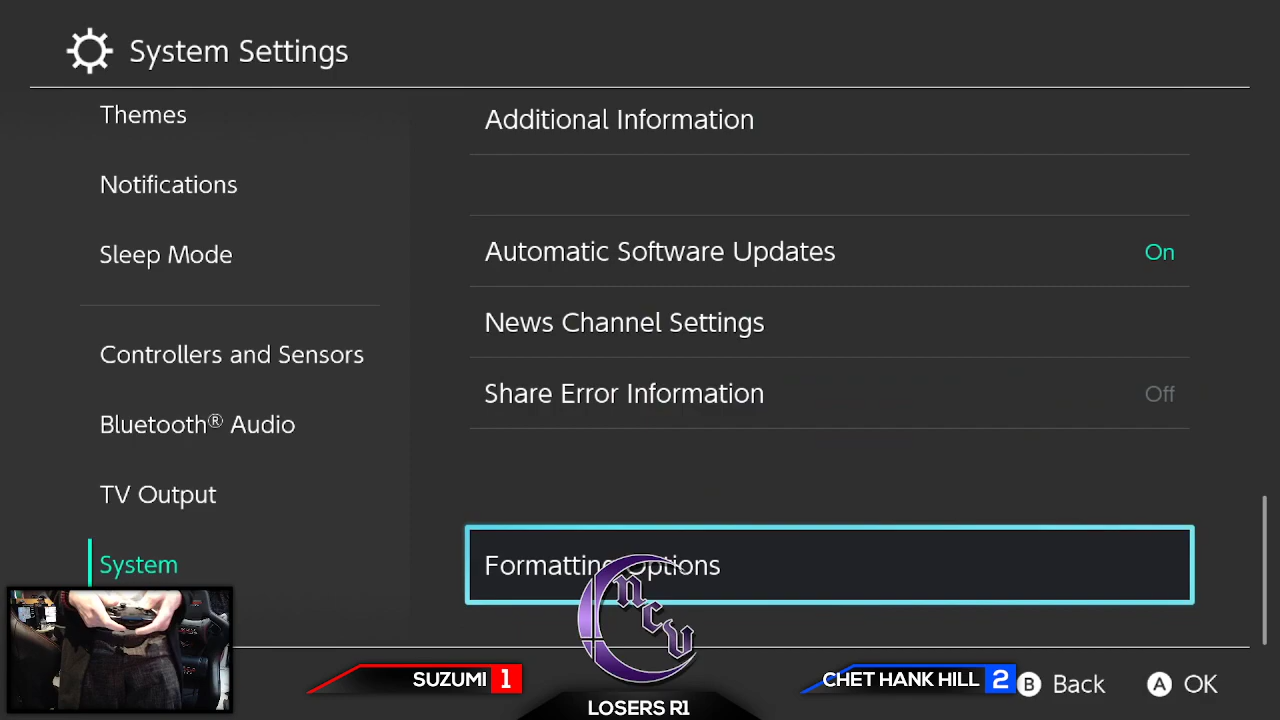 System Settings
Themes
Notifications
Sleep Mode
Controllers and Sensors
Bluetooth® Audio
TV Output
System
Additional Information
Automatic Software Updates On
News Channel Settings
Share Error Information Off
Formatting Options
ncv
SUZUMI 1
CHET HANK HILL 2
LOSERS R1
B Back
A OK